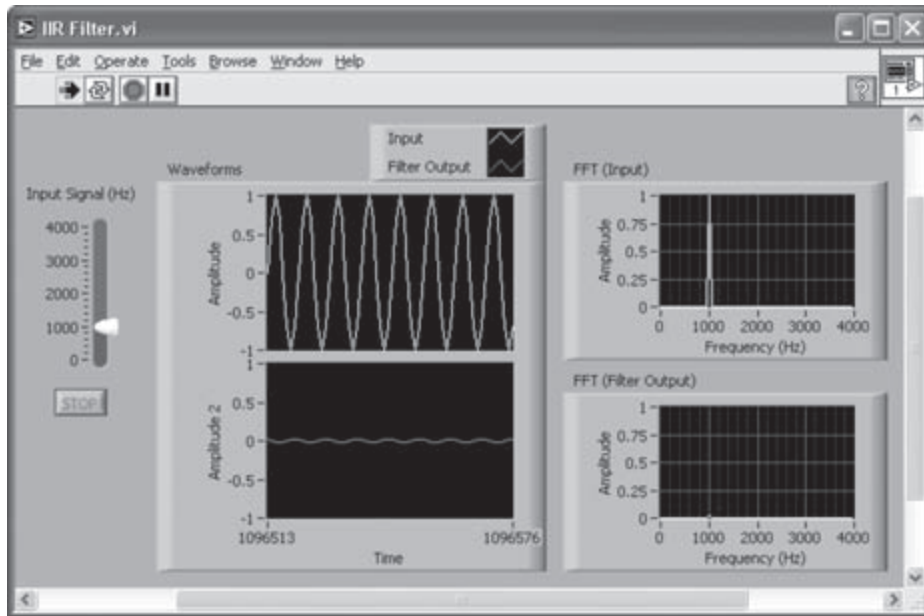 IIR Filter.vi
File Edit Operate Tools Browse Window Help
?
1
Input
Filter Output
Waveforms
Input Signal (Hz)
4000
3000
2000
1000
0
STOP
Amplitude
1
0.5
0
-0.5
-1
Amplitude 2
1
0.5
0
-0.5
-1
1096513 1096576
Time
FFT (Input)
Amplitude
1
0.75
0.5
0.25
0
0 1000 2000 3000 4000
Frequency (Hz)
FFT (Filter Output)
Amplitude
1
0.75
0.5
0.25
0
0 1000 2000 3000 4000
Frequency (Hz)